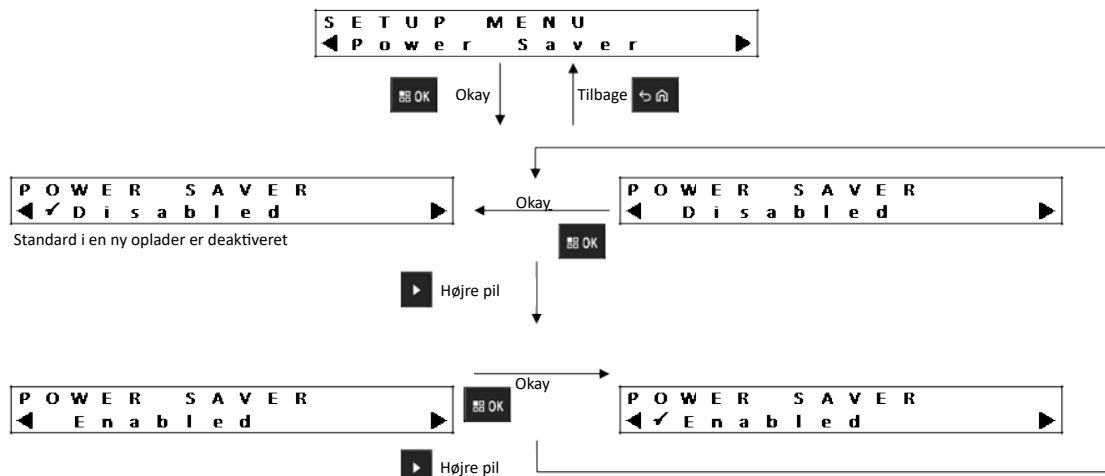 SETUP MENU
Power Saver
OK Okay Tilbage
POWER SAVER
✓ Disabled
Standard i en ny oplader er deaktiveret
Okay
OK
POWER SAVER
Disabled
Højre pil
POWER SAVER
Enabled
Okay
OK
POWER SAVER
✓ Enabled
Højre pil